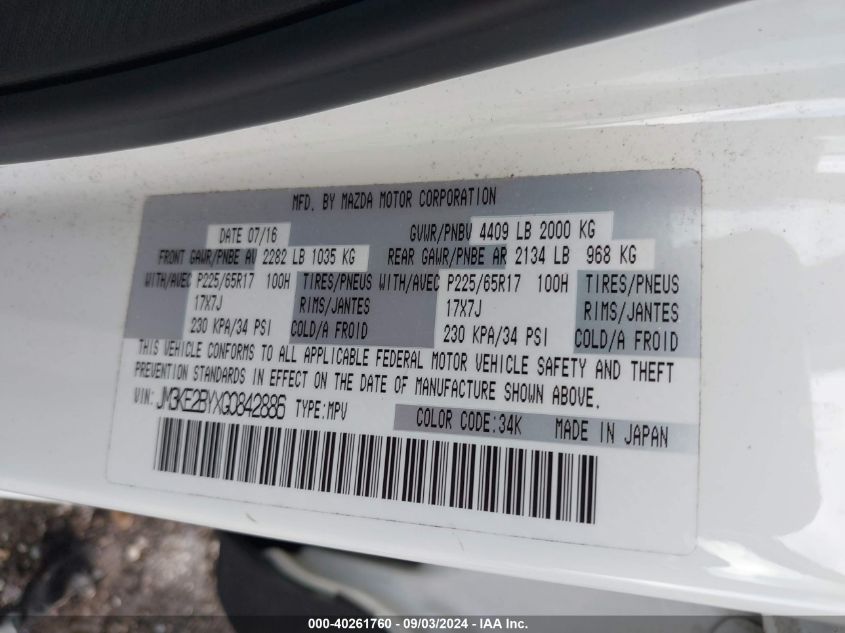 MFD. BY MAZDA MOTOR CORPORATION
DATE 07/16 GVWR/PNBV 4409 LB 2000 KG
FRONT GAWR/PNBE AV 2282 LB 1035 KG REAR GAWR/PNBE AR 2134 LB 968 KG
WITH/AVEC P225/65R17 100H TIRES/PNEUS WITH/AVEC P225/65R17 100H TIRES/PNEUS
17X7J RIMS/JANTES 17X7J RIMS/JANTES
230 KPA/34 PSI COLD/A FROID 230 KPA/34 PSI COLD/A FROID
THIS VEHICLE CONFORMS TO ALL APPLICABLE FEDERAL MOTOR VEHICLE SAFETY AND THEFT
PREVENTION STANDARDS IN EFFECT ON THE DATE OF MANUFACTURE SHOWN ABOVE.
VIN: JM3KE2BYXG0842886 TYPE:MPV COLOR CODE:34K MADE IN JAPAN
000-40261760 - 09/03/2024 - IAA Inc.